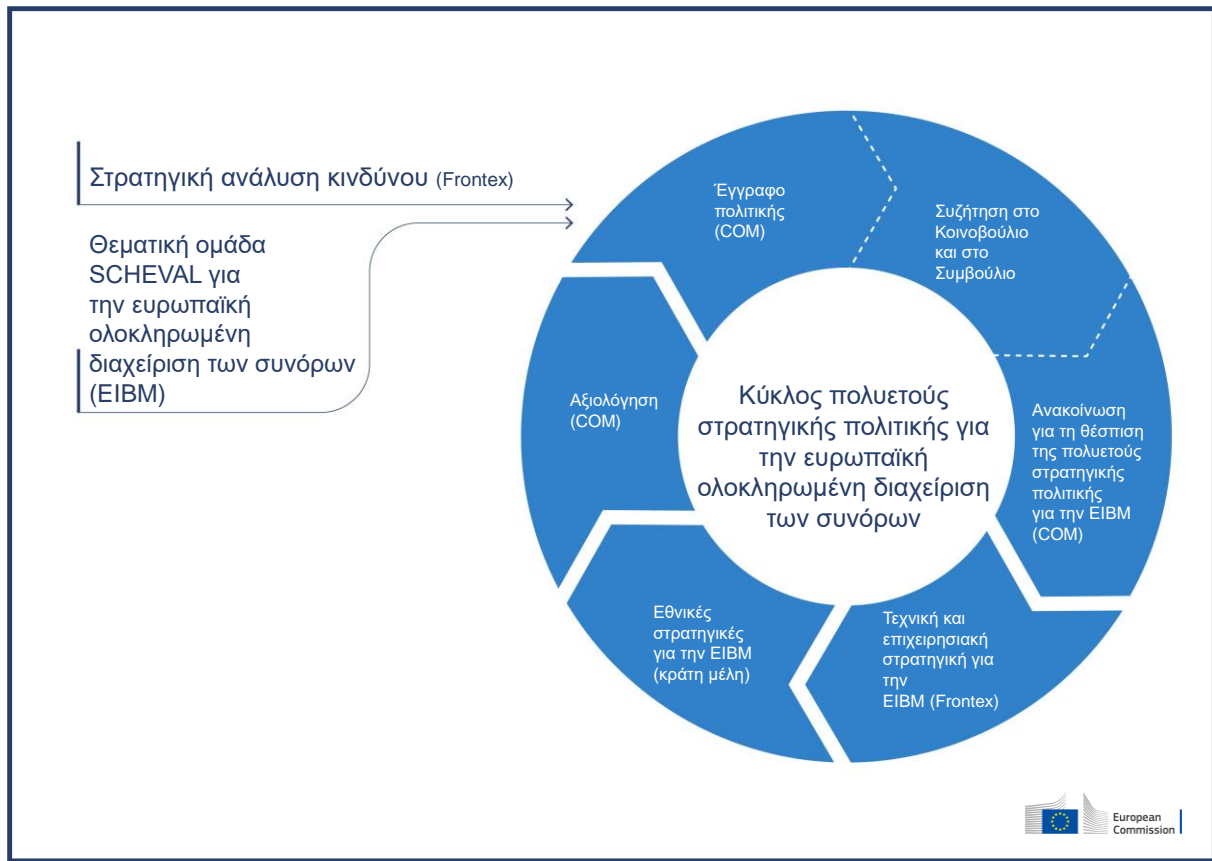 Στρατηγική ανάλυση κινδύνου (Frontex)
Θεματική ομάδα
SCHEVAL για
την ευρωπαϊκή
ολοκληρωμένη
διαχείριση των συνόρων
(EIBM)
Έγγραφο
πολιτικής
(COM)
Συζήτηση στο
Κοινοβούλιο
και στο
Συμβούλιο
Ανακοίνωση
για τη θέσπιση
της πολυετούς
στρατηγικής
πολιτικής
για την EIBM
(COM)
Τεχνική και
επιχειρησιακή
στρατηγική για
την
EIBM (Frontex)
Εθνικές
στρατηγικές
για την EIBM
(κράτη μέλη)
Αξιολόγηση
(COM)
Κύκλος πολυετούς
στρατηγικής πολιτικής για
την ευρωπαϊκή
ολοκληρωμένη διαχείριση
των συνόρων
European
Commission